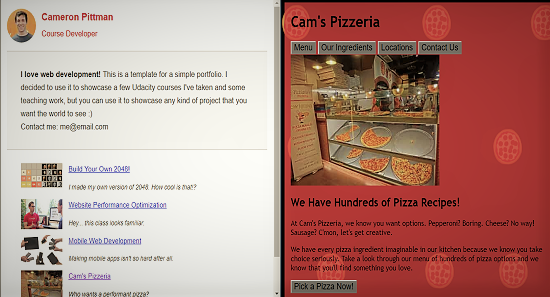 Cameron Pittman
Course Developer
I love web development! This is a template for a simple portfolio. I
decided to use it to showcase a few Udacity courses I've taken and some
teaching work, but you can use it to showcase any kind of project that you
want the world to see :)
Contact me: me@email.com
Build Your Own 2048!
I made my own version of 2048. How cool is that!?
Website Performance Optimization
Hey... this class looks familiar.
Mobile Web Development
Making mobile apps isn't so hard after all.
Cam's Pizzeria
Who wants a performant pizza?
Cam's Pizzeria
Menu Our Ingredients Locations Contact Us
We Have Hundreds of Pizza Recipes!
At Cam's Pizzeria, we know you want options. Pepperoni? Boring. Cheese? No way!
Sausage? C'mon, let's get creative.
We have every pizza ingredient imaginable in our kitchen because we know you take
choice seriously. Take a look through our menu of hundreds of pizza options and we
know that you'll find something you love.
Pick a Pizza Now!